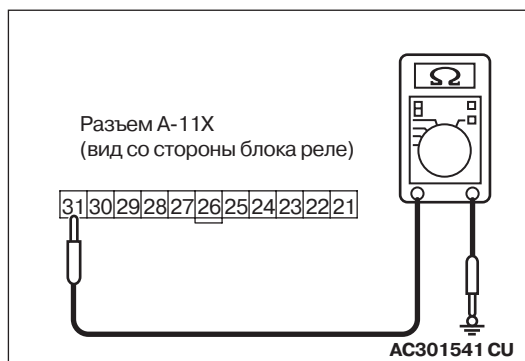 Ω
Разъем А-11Х
(вид со стороны блока реле)
31 30 29 28 27 26 25 24 23 22 21
AC301541 CU